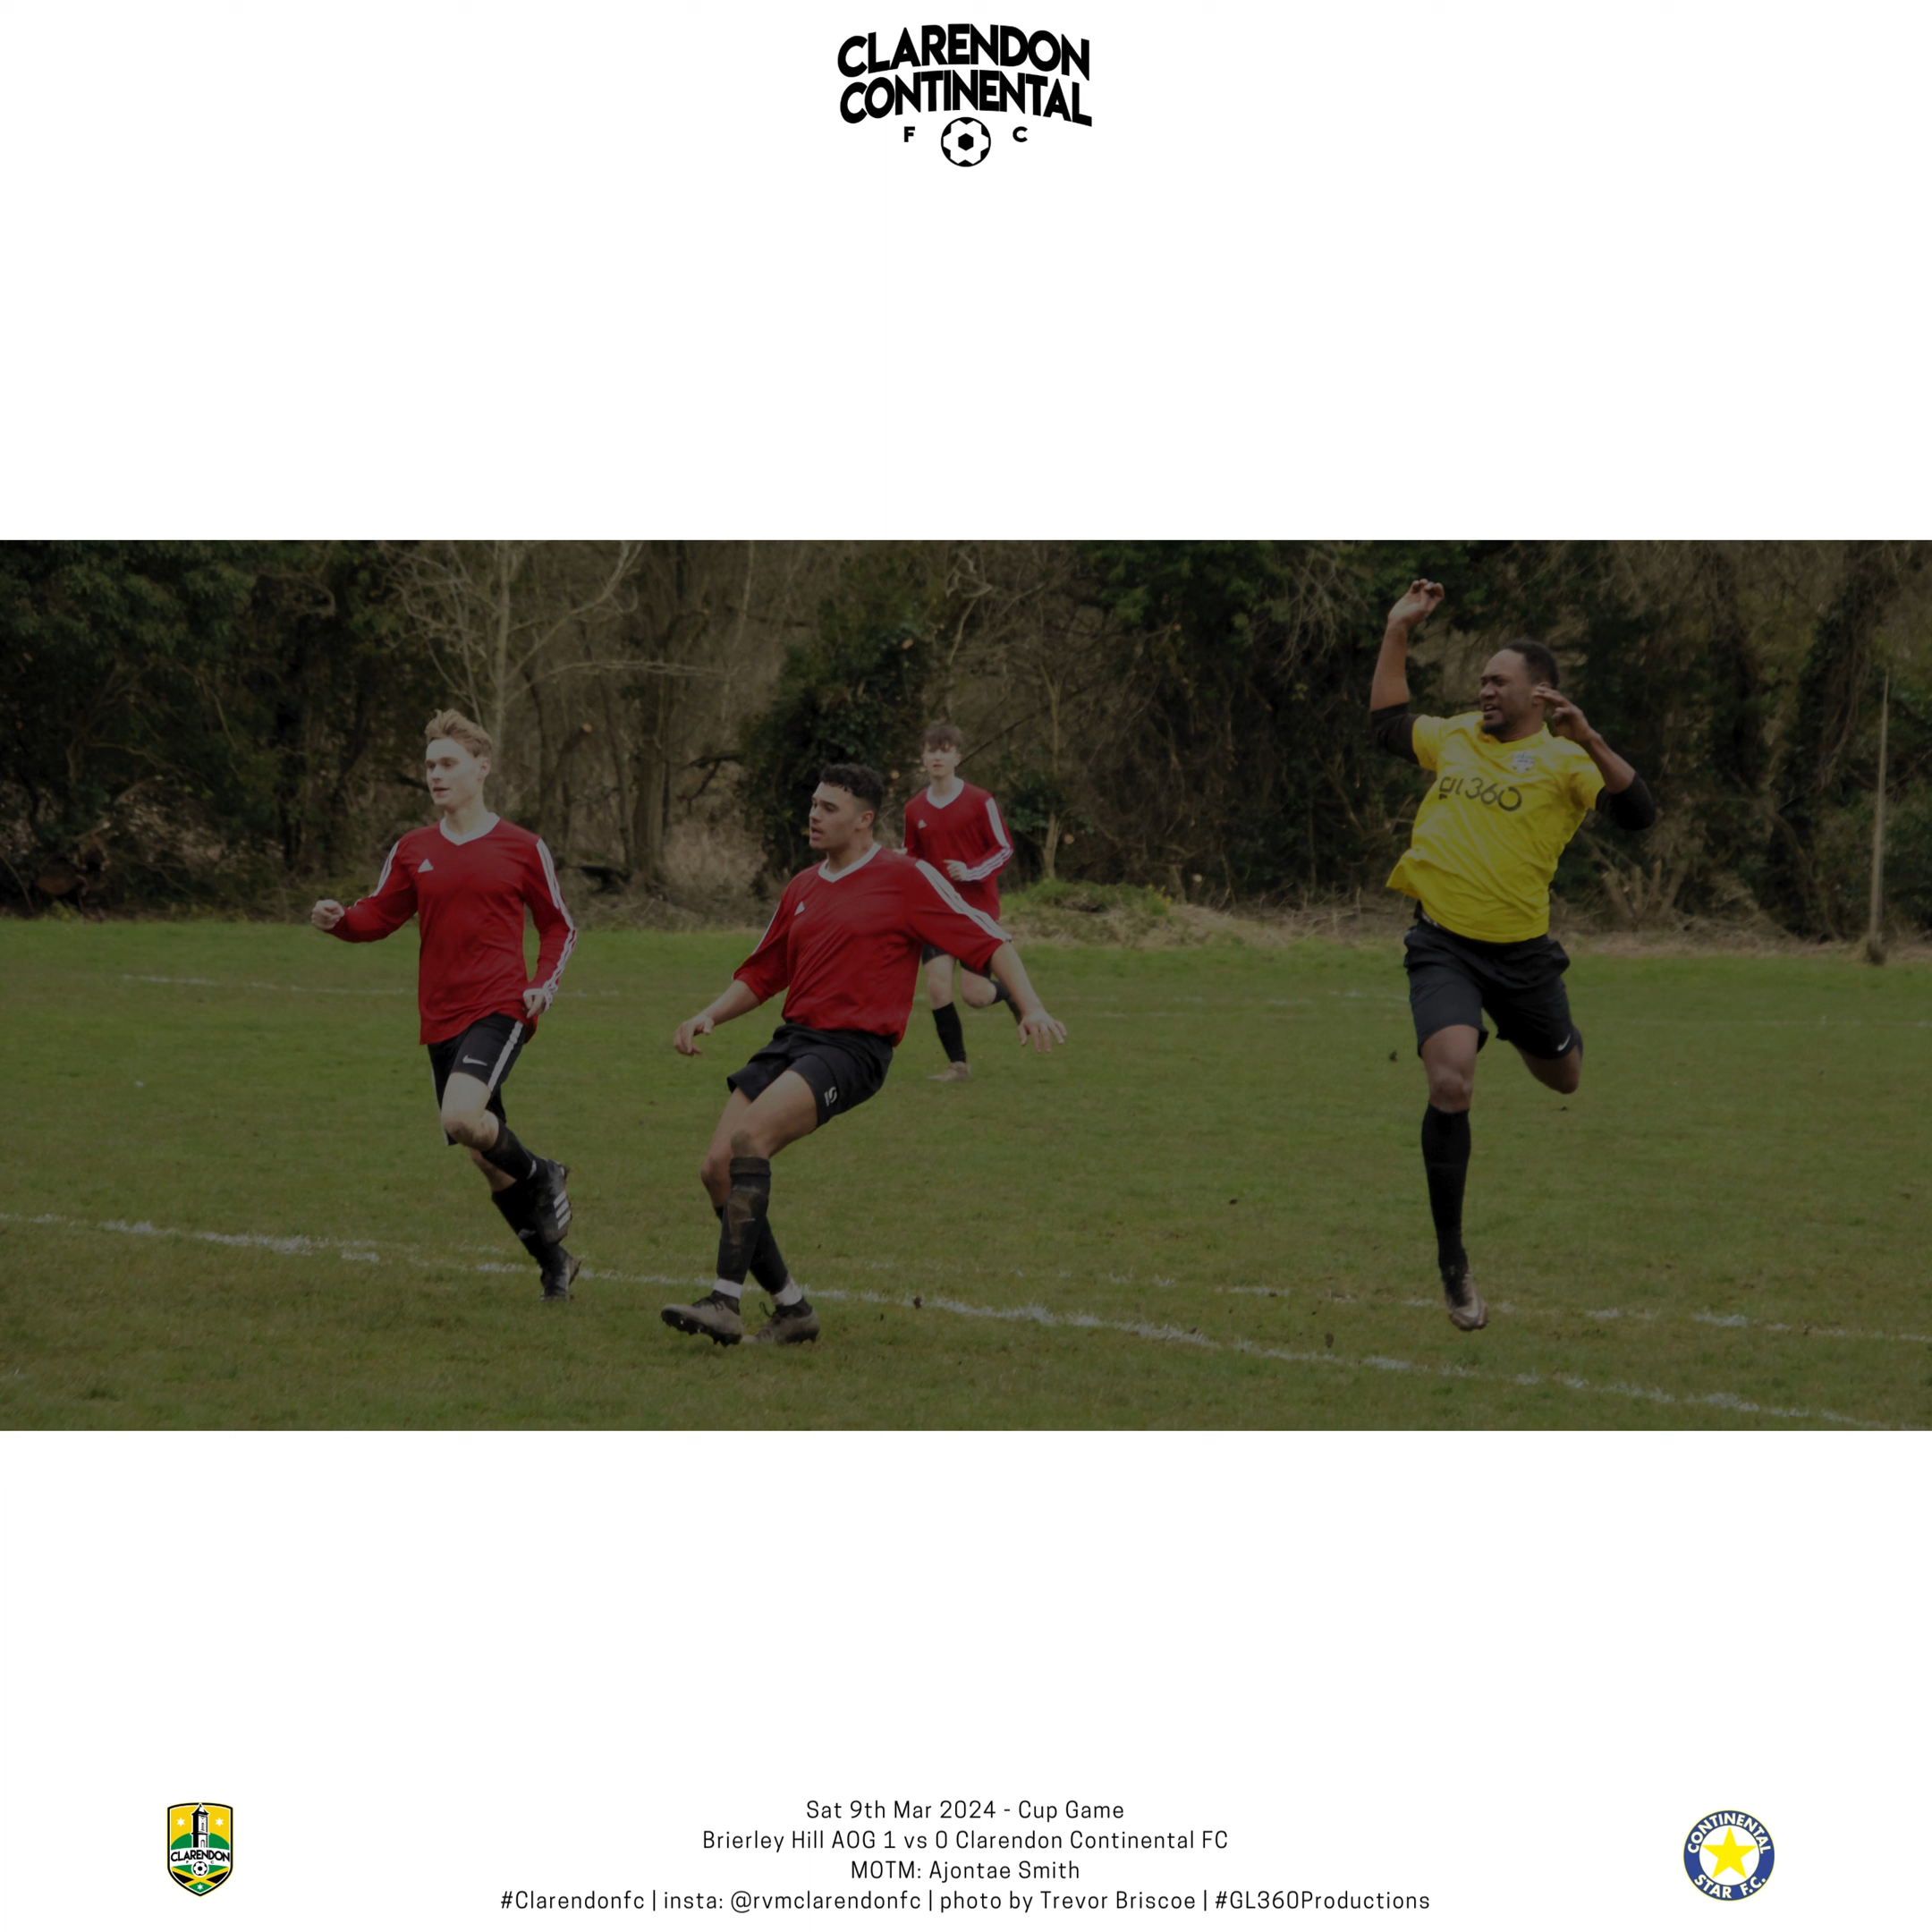 CLARENDON
CONTINENTAL
F C
gl360
Sat 9th Mar 2024 - Cup Game
Brierley Hill AOG 1 vs 0 Clarendon Continental FC
MOTM: Ajontae Smith
#Clarendonfc | insta: @rvmclarendonfc | photo by Trevor Briscoe | #GL360Productions
CLARENDON
CONTINENTAL
STAR F.C.